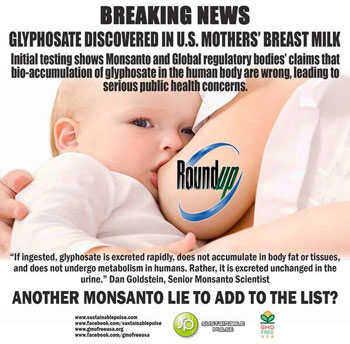 BREAKING NEWS
GLYPHOSATE DISCOVERED IN U.S. MOTHERS' BREAST MILK
Initial testing shows Monsanto and Global regulatory bodies' claims that
bio-accumulation of glyphosate in the human body are wrong, leading to
serious public health concerns.
Roundup
"If ingested, glyphosate is excreted rapidly, does not accumulate in body fat or tissues,
and does not undergo metabolism in humans. Rather, it is excreted unchanged in the
urine." Dan Goldstein, Senior Monsanto Scientist
ANOTHER MONSANTO LIE TO ADD TO THE LIST?
www.sustainablepulse.com
www.facebook.com/sustainablepulse
www.gmofreeusa.org
www.facebook.com/gmofreeusa
SP
SUSTAINABLE
PULSE
GMO
FREE
USA